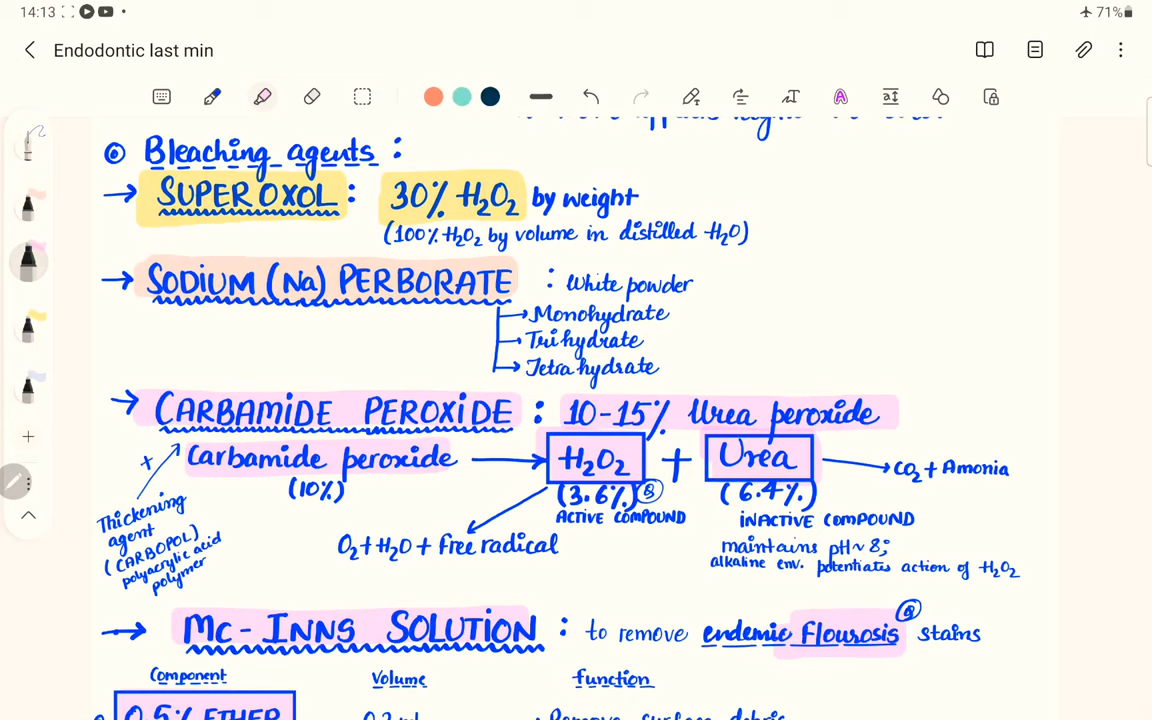 14:13
71%
Endodontic last min
Bleaching agents :
→ SUPEROXOL : 30% H₂O₂ by weight
(100% H₂O₂ by volume in distilled H₂O)
→ SODIUM (Na) PERBORATE : White powder
→ Monohydrate
→ Trihydrate
→ Tetrahydrate
→ CARBAMIDE PEROXIDE : 10-15% Urea peroxide
+ Carbamide peroxide → H₂O₂ + Urea → CO₂ + Amonia
(10%) (3.6%) (6.4%)
ACTIVE COMPOUND INACTIVE COMPOUND
Thickening
agent
(CARBOPOL)
polyacrylic acid
polymer
O₂ + H₂O + free radical
maintains pH ~ 8;
alkaline env. potentiates action of H₂O₂
→ Mc-INNS SOLUTION : to remove endemic Flourosis stains
Component Volume function
0.5% ETHER